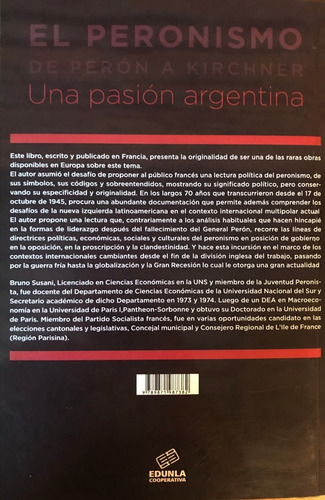 EL PERONISMO
DE PERÓN A KIRCHNER
Una pasión argentina
Este libro, escrito y publicado en Francia, presenta la originalidad de ser una de las raras obras
disponibles en Europa sobre este tema.
El autor asumió el desafío de proponer al público francés una lectura política del peronismo, de
sus símbolos, sus códigos y sobreentendidos, mostrando su significado político, pero conser-
vando su especificidad y originalidad. En los largos 70 años que transcurrieron desde el 17 de
octubre de 1945, procura una abundante documentación que permite además comprender los
desafíos de la nueva izquierda latinoamericana en el contexto internacional multipolar actual
El autor propone una lectura que, contrariamente a los análisis habituales que hacen hincapié
en las formas de liderazgo después del fallecimiento del General Perón, recorre las líneas de
directrices políticas, económicas, sociales y culturales del peronismo en posición de gobierno
en la oposición, en la proscripción y la clandestinidad. Y hace esta incursión en el marco de los
contextos internacionales cambiantes desde el fin de la división inglesa del trabajo, pasando
por la guerra fría hasta la globalización y la Gran Recesión lo cual le otorga una gran actualidad
Bruno Susani, Licenciado en Ciencias Económicas en la UNS y miembro de la Juventud Peronis-
ta, fue docente del Departamento de Ciencias Económicas de la Universidad Nacional del Sur y
Secretario académico de dicho Departamento en 1973 y 1974. Luego de un DEA en Macroeco-
nomía en la Universidad de Paris I,Pantheon-Sorbonne y obtuvo su Doctorado en la Universidad
de Paris. Miembro del Partido Socialista francés, fue en varias oportunidades candidato en las
elecciones cantonales y legislativas, Concejal municipal y Consejero Regional de L'Ile de France
(Región Parisina).
9789871987382
EDUNLA
COOPERATIVA